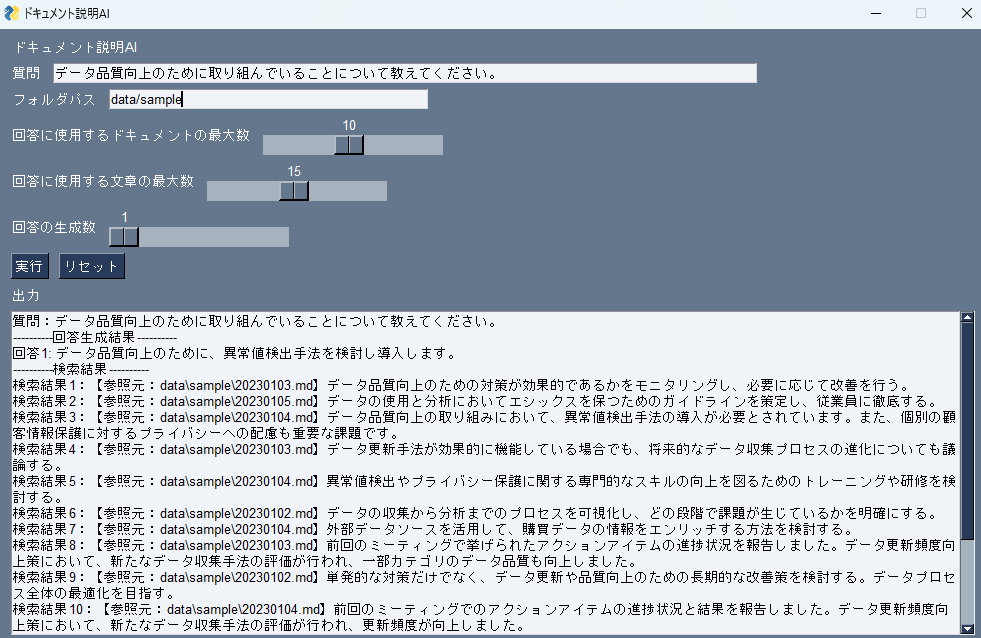 ドキュメント説明AI
ドキュメント説明AI
質問 データ品質向上のために取り組んでいることについて教えてください。
フォルダパス data/sample
10
回答に使用するドキュメントの最大数
15
回答に使用する文章の最大数
1
回答の生成数
実行 リセット
出力
質問：データ品質向上のために取り組んでいることについて教えてください。
----------回答生成結果----------
回答1: データ品質向上のために、異常値検出手法を検討し導入します。
----------検索結果----------
検索結果1：【参照元：data\sample\20230103.md】データ品質向上のための対策が効果的であるかをモニタリングし、必要に応じて改善を行う。
検索結果2：【参照元：data\sample\20230105.md】データの使用と分析においてエシックスを保つためのガイドラインを策定し、従業員に徹底する。
検索結果3：【参照元：data\sample\20230104.md】データ品質向上の取り組みにおいて、異常値検出手法の導入が必要とされています。また、個別の顧
客情報保護に対するプライバシーへの配慮も重要な課題です。
検索結果4：【参照元：data\sample\20230103.md】データ更新手法が効果的に機能している場合でも、将来的なデータ収集プロセスの進化についても議
論する。
検索結果5：【参照元：data\sample\20230104.md】異常値検出やプライバシー保護に関する専門的なスキルの向上を図るためのトレーニングや研修を検
討する。
検索結果6：【参照元：data\sample\20230102.md】データの収集から分析までのプロセスを可視化し、どの段階で課題が生じているかを明確にする。
検索結果7：【参照元：data\sample\20230104.md】外部データソースを活用して、購買データの情報をエンリッチする方法を検討する。
検索結果8：【参照元：data\sample\20230103.md】前回のミーティングで挙げられたアクションアイテムの進捗状況を報告しました。データ更新頻度向
上策において、新たなデータ収集手法の評価が行われ、一部カテゴリのデータ品質も向上しました。
検索結果9：【参照元：data\sample\20230102.md】単発的な対策だけでなく、データ更新や品質向上のための長期的な改善策を検討する。データプロセ
ス全体の最適化を目指す。
検索結果10：【参照元：data\sample\20230104.md】前回のミーティングでのアクションアイテムの進捗状況と結果を報告しました。データ更新頻度向
上策において、新たなデータ収集手法の評価が行われ、更新頻度が向上しました。